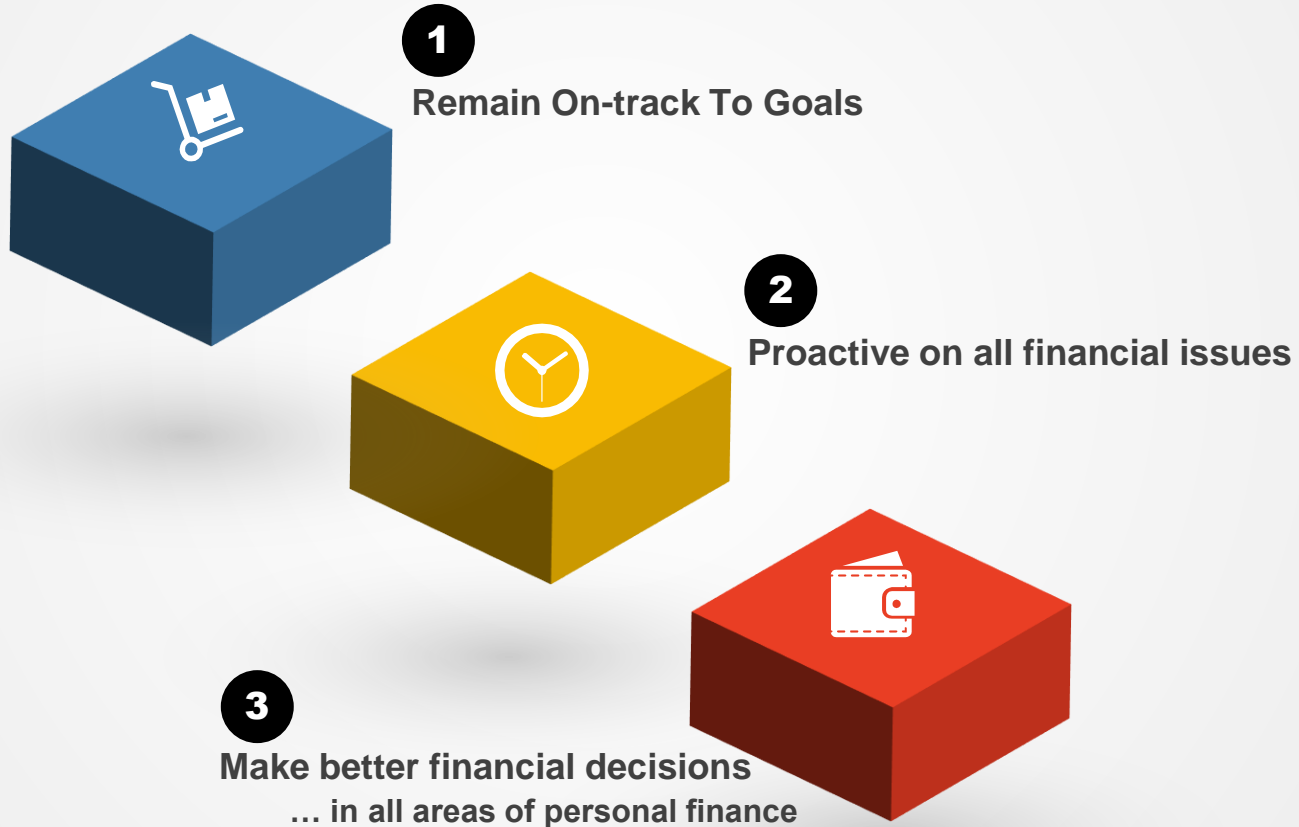 1
Remain On-track To Goals
2
Proactive on all financial issues
3
Make better financial decisions
… in all areas of personal finance